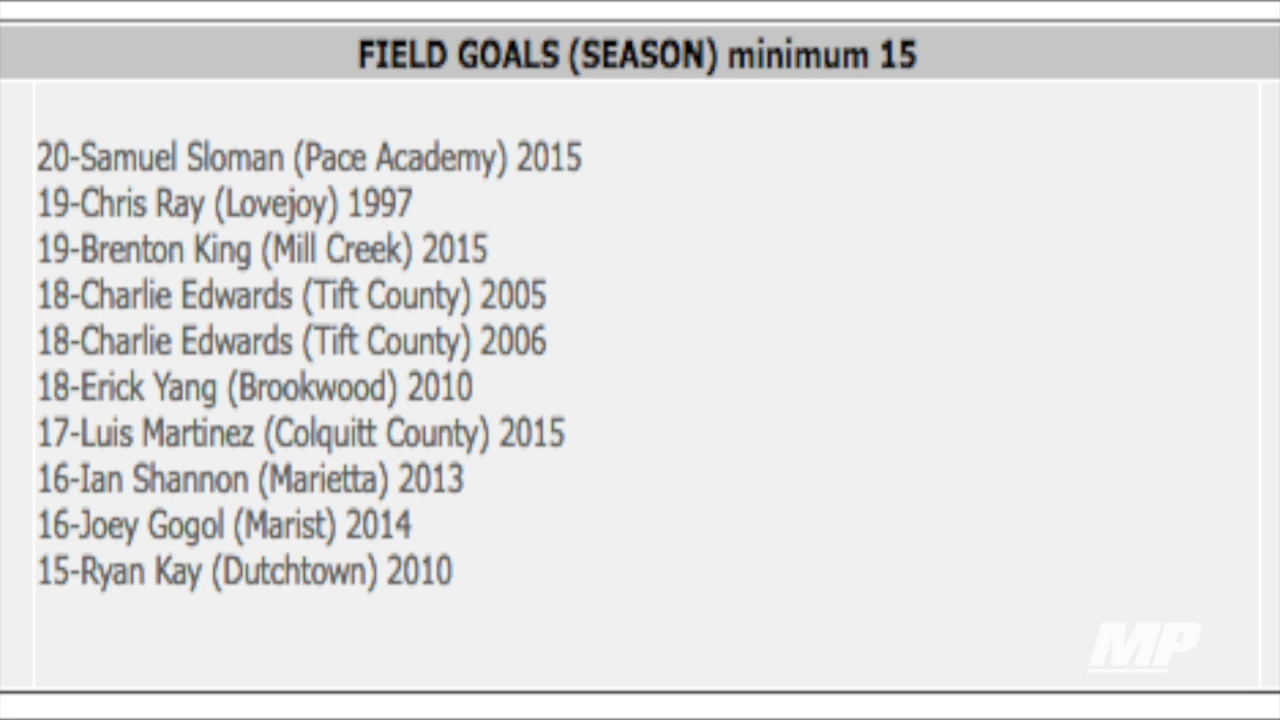 FIELD GOALS (SEASON) minimum 15
20-Samuel Sloman (Pace Academy) 2015
19-Chris Ray (Lovejoy) 1997
19-Brenton King (Mill Creek) 2015
18-Charlie Edwards (Tift County) 2005
18-Charlie Edwards (Tift County) 2006
18-Erick Yang (Brookwood) 2010
17-Luis Martinez (Colquitt County) 2015
16-Ian Shannon (Marietta) 2013
16-Joey Gogol (Marist) 2014
15-Ryan Kay (Dutchtown) 2010
MP